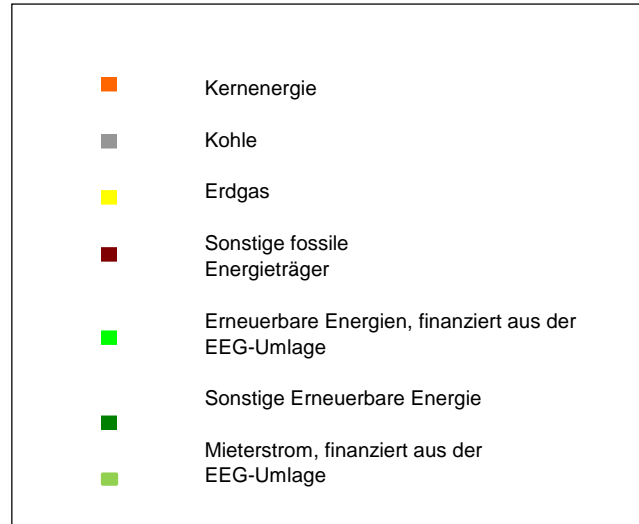 Kernenergie
Kohle
Erdgas
Sonstige fossile
Energieträger
Erneuerbare Energien, finanziert aus der
EEG-Umlage
Sonstige Erneuerbare Energie
Mieterstrom, finanziert aus der
EEG-Umlage